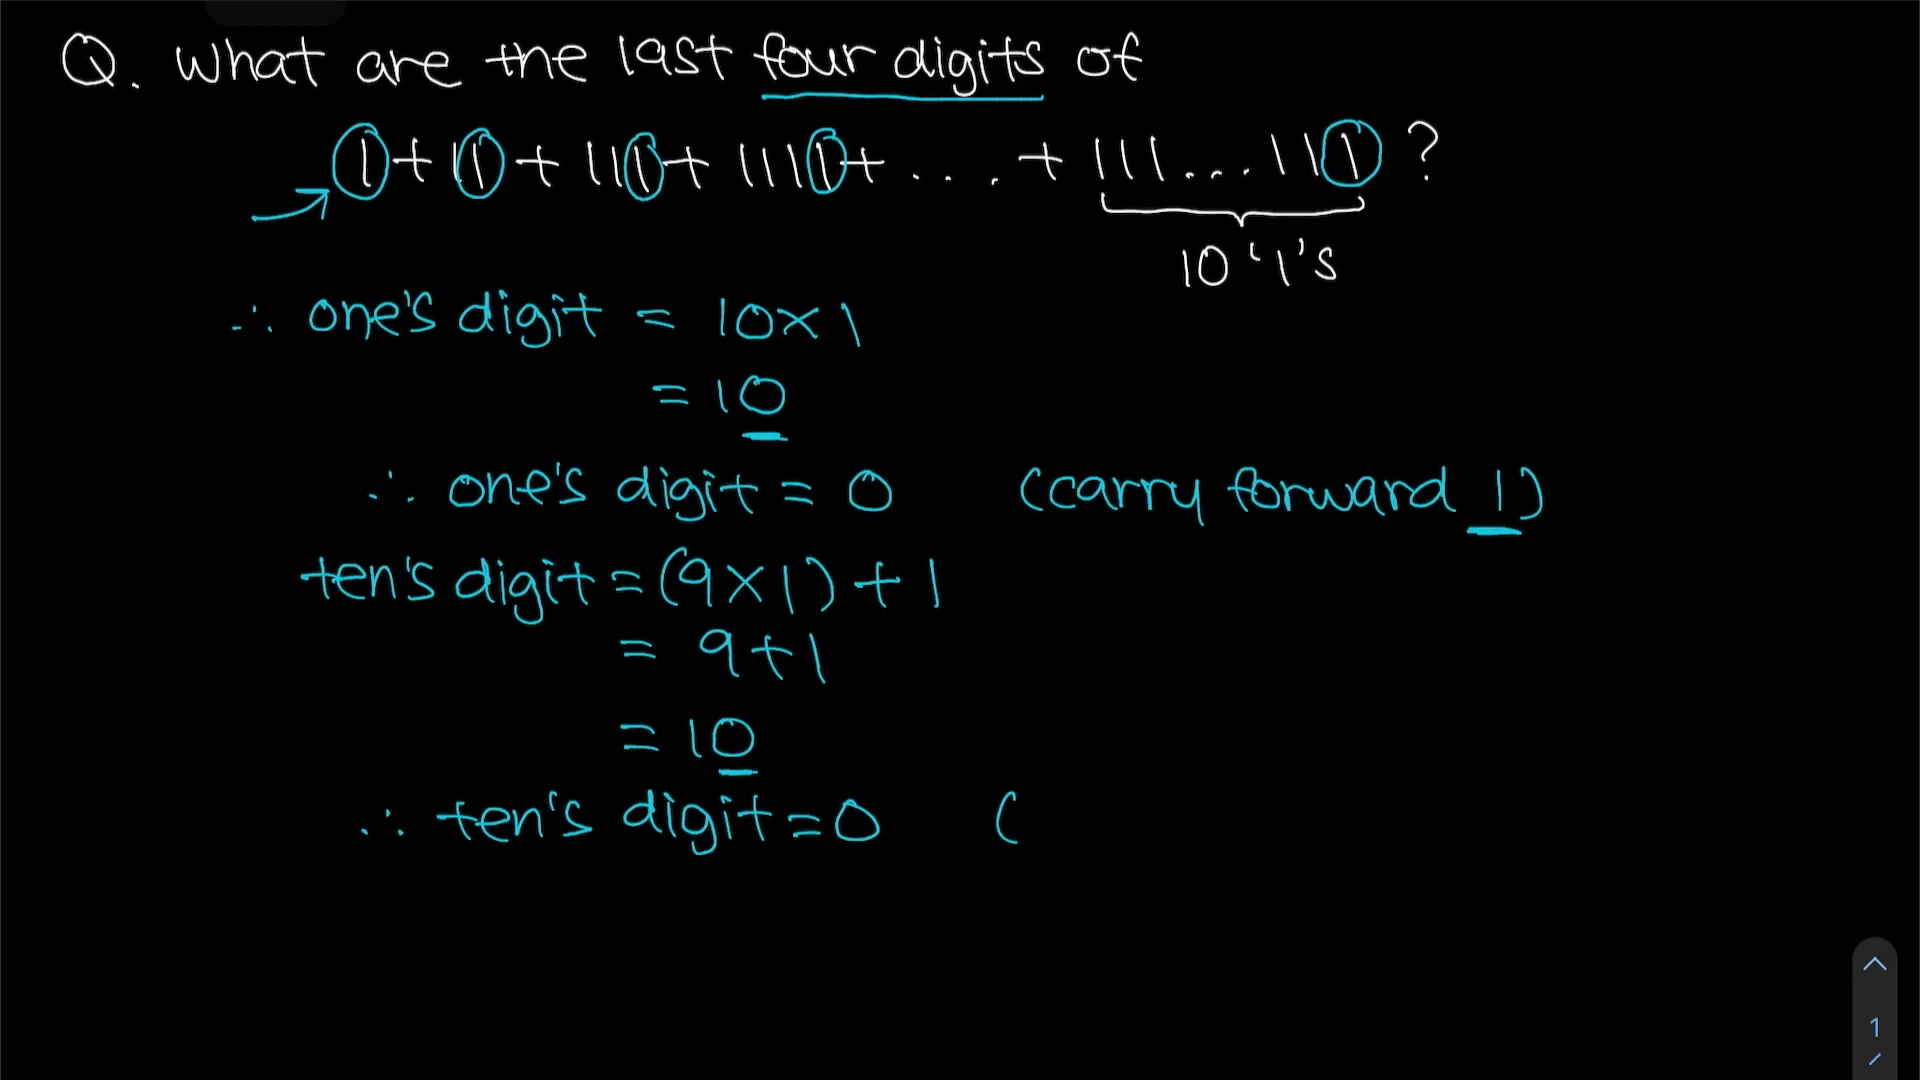 Q. What are the last four digits of
1 + 11 + 111 + 1111 + .... + 111...111 ?
10 '1's
∴ one's digit = 10×1
= 10
∴ one's digit = 0 (carry forward 1)
ten's digit = (9×1) + 1
= 9+1
= 10
∴ ten's digit = 0 (
1